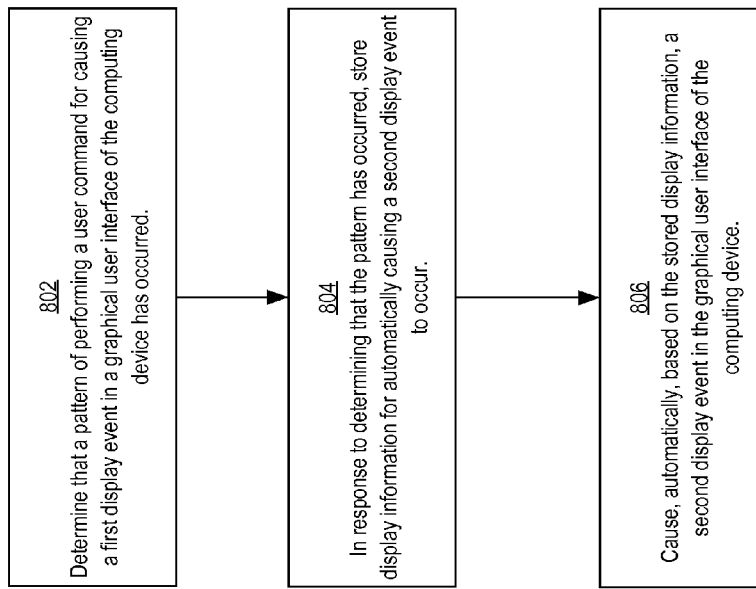 802
Determine that a pattern of performing a user command for causing
a first display event in a graphical user interface of the computing
device has occurred.
804
In response to determining that the pattern has occurred, store
display information for automatically causing a second display event
to occur.
806
Cause, automatically, based on the stored display information, a
second display event in the graphical user interface of the
computing device.